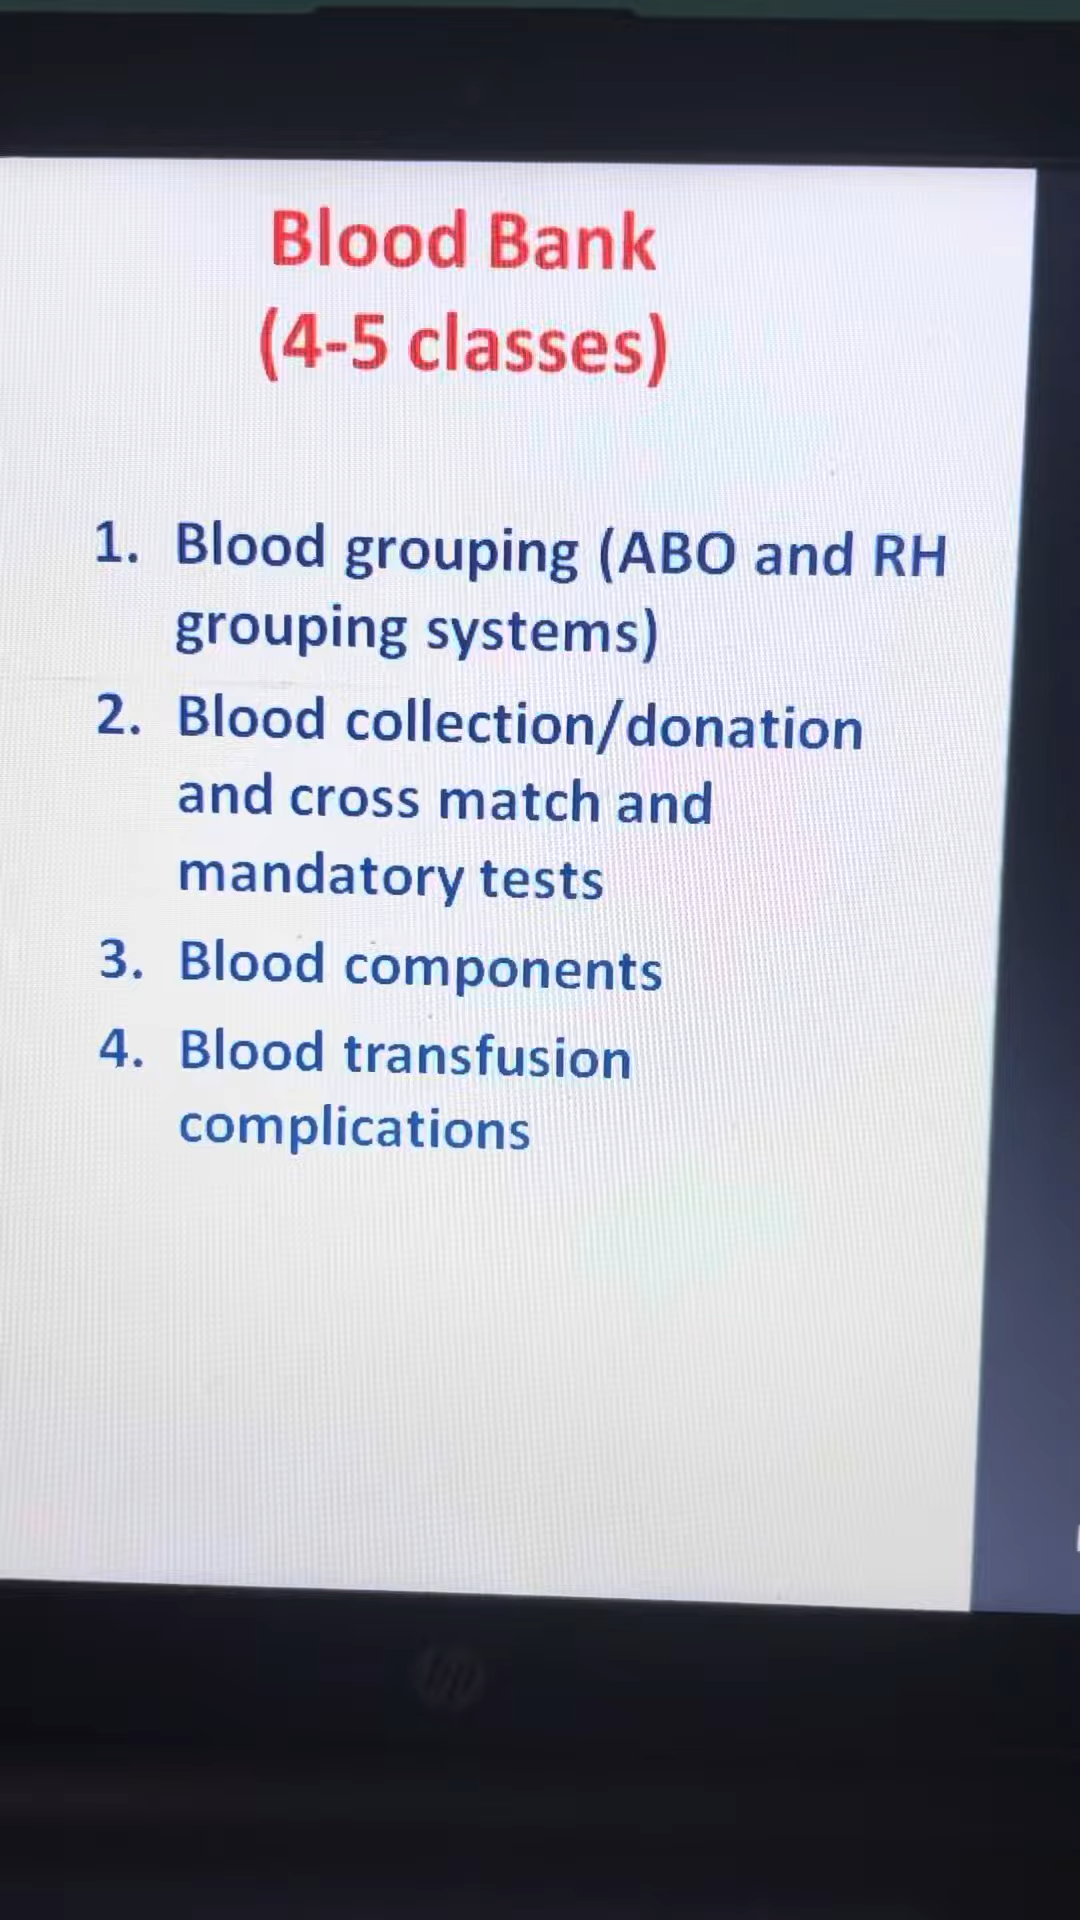 Blood Bank
(4-5 classes)
1. Blood grouping (ABO and RH
grouping systems)
2. Blood collection/donation
and cross match and
mandatory tests
3. Blood components
4. Blood transfusion
complications
hp